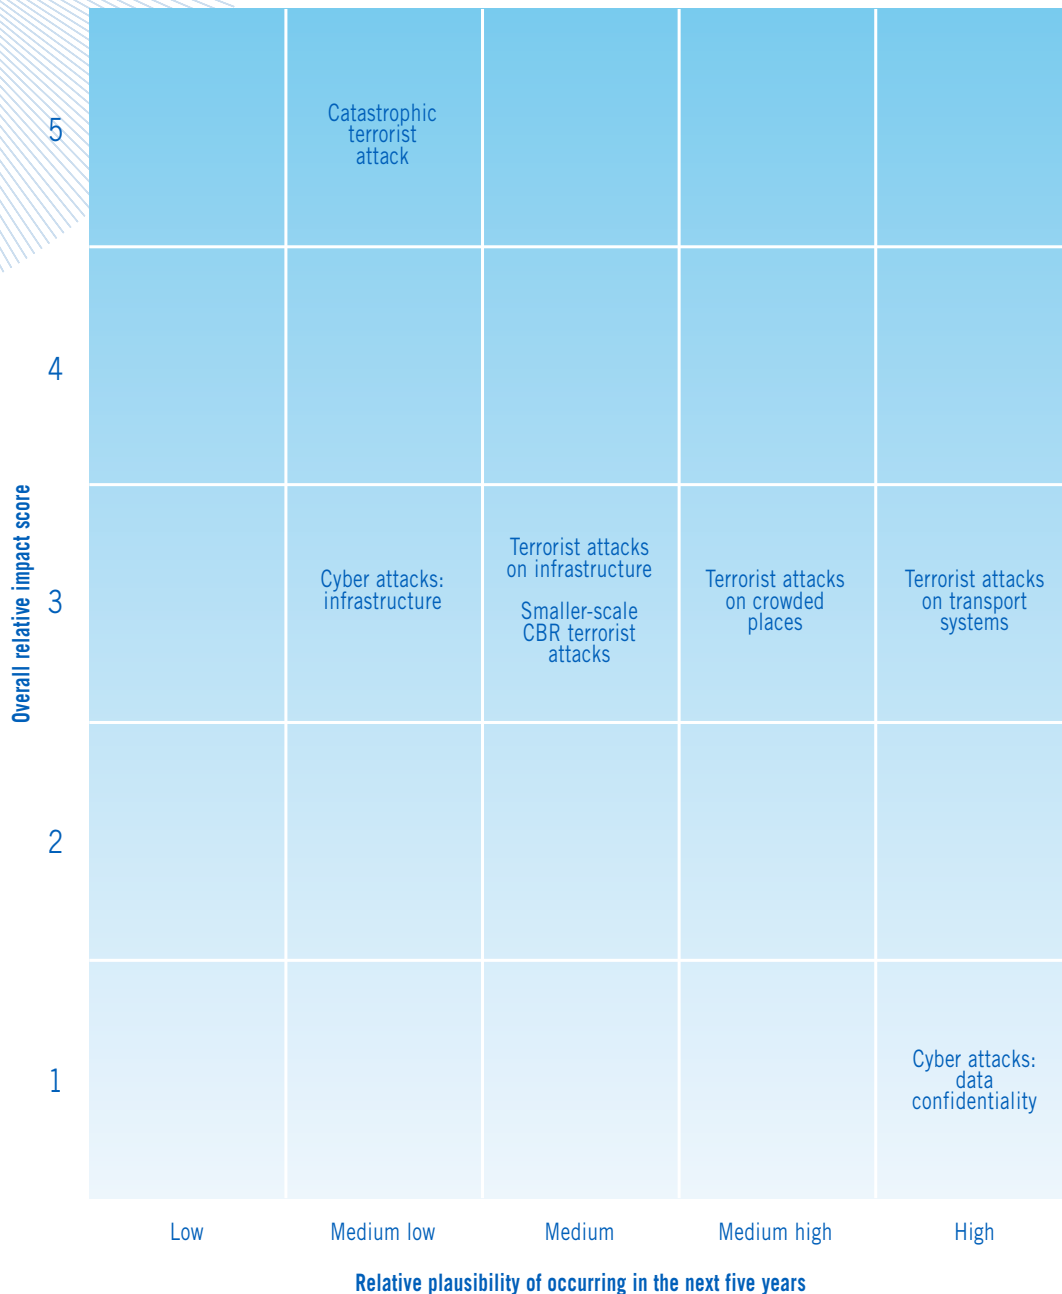 5
Catastrophic
terrorist
attack
4
Overall relative impact score
3
Cyber attacks:
infrastructure
Terrorist attacks
on infrastructure
Smaller-scale
CBR terrorist
attacks
Terrorist attacks
on crowded
places
Terrorist attacks
on transport
systems
2
1
Cyber attacks:
data
confidentiality
Low
Medium low
Medium
Medium high
High
Relative plausibility of occurring in the next five years